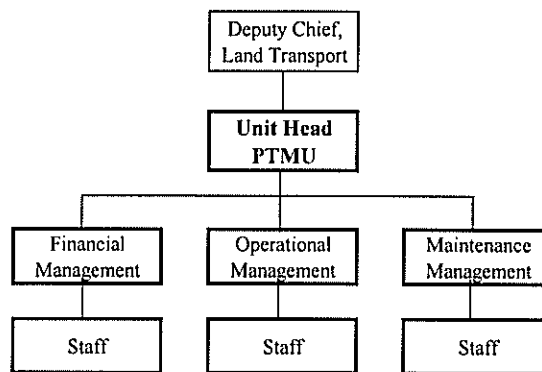 Deputy Chief,
Land Transport
Unit Head
PTMU
Financial
Management
Operational
Management
Maintenance
Management
Staff
Staff
Staff